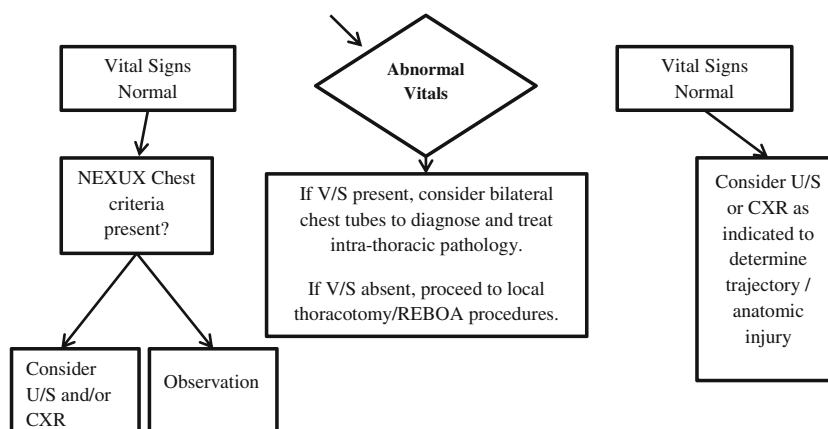 Vital Signs
Normal
NEXUX Chest
criteria
present?
Consider
U/S and/or
CXR
Observation
Abnormal
Vitals
If V/S present, consider bilateral
chest tubes to diagnose and treat
intra-thoracic pathology.
If V/S absent, proceed to local
thoracotomy/REBOA procedures.
Vital Signs
Normal
Consider U/S
or CXR as
indicated to
determine
trajectory /
anatomic
injury